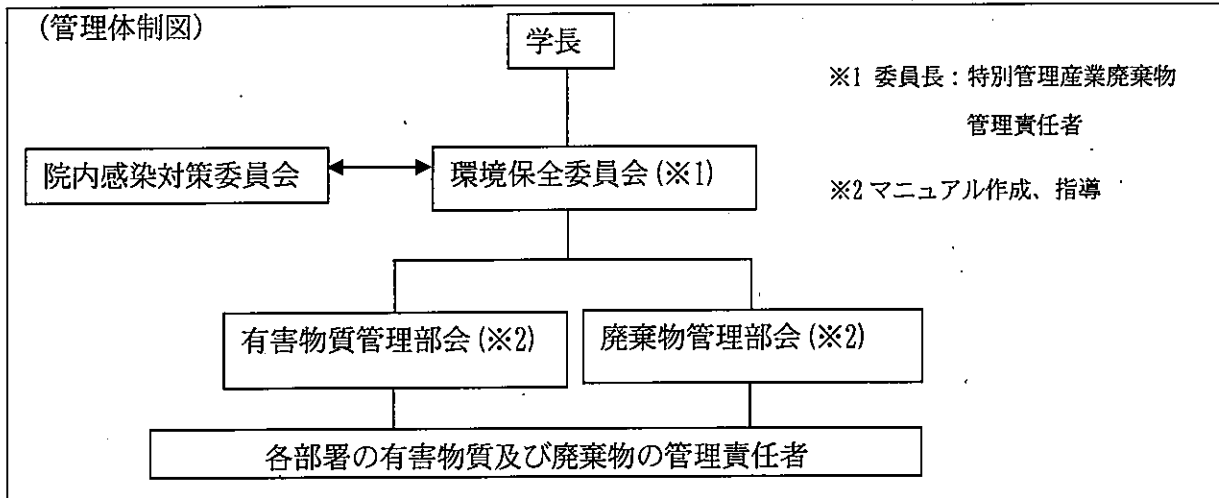 (管理体制図)
学長
※1 委員長：特別管理産業廃棄物
管理責任者
院内感染対策委員会
環境保全委員会(※1)
※2 マニュアル作成、指導
有害物質管理部会(※2)
廃棄物管理部会(※2)
各部署の有害物質及び廃棄物の管理責任者